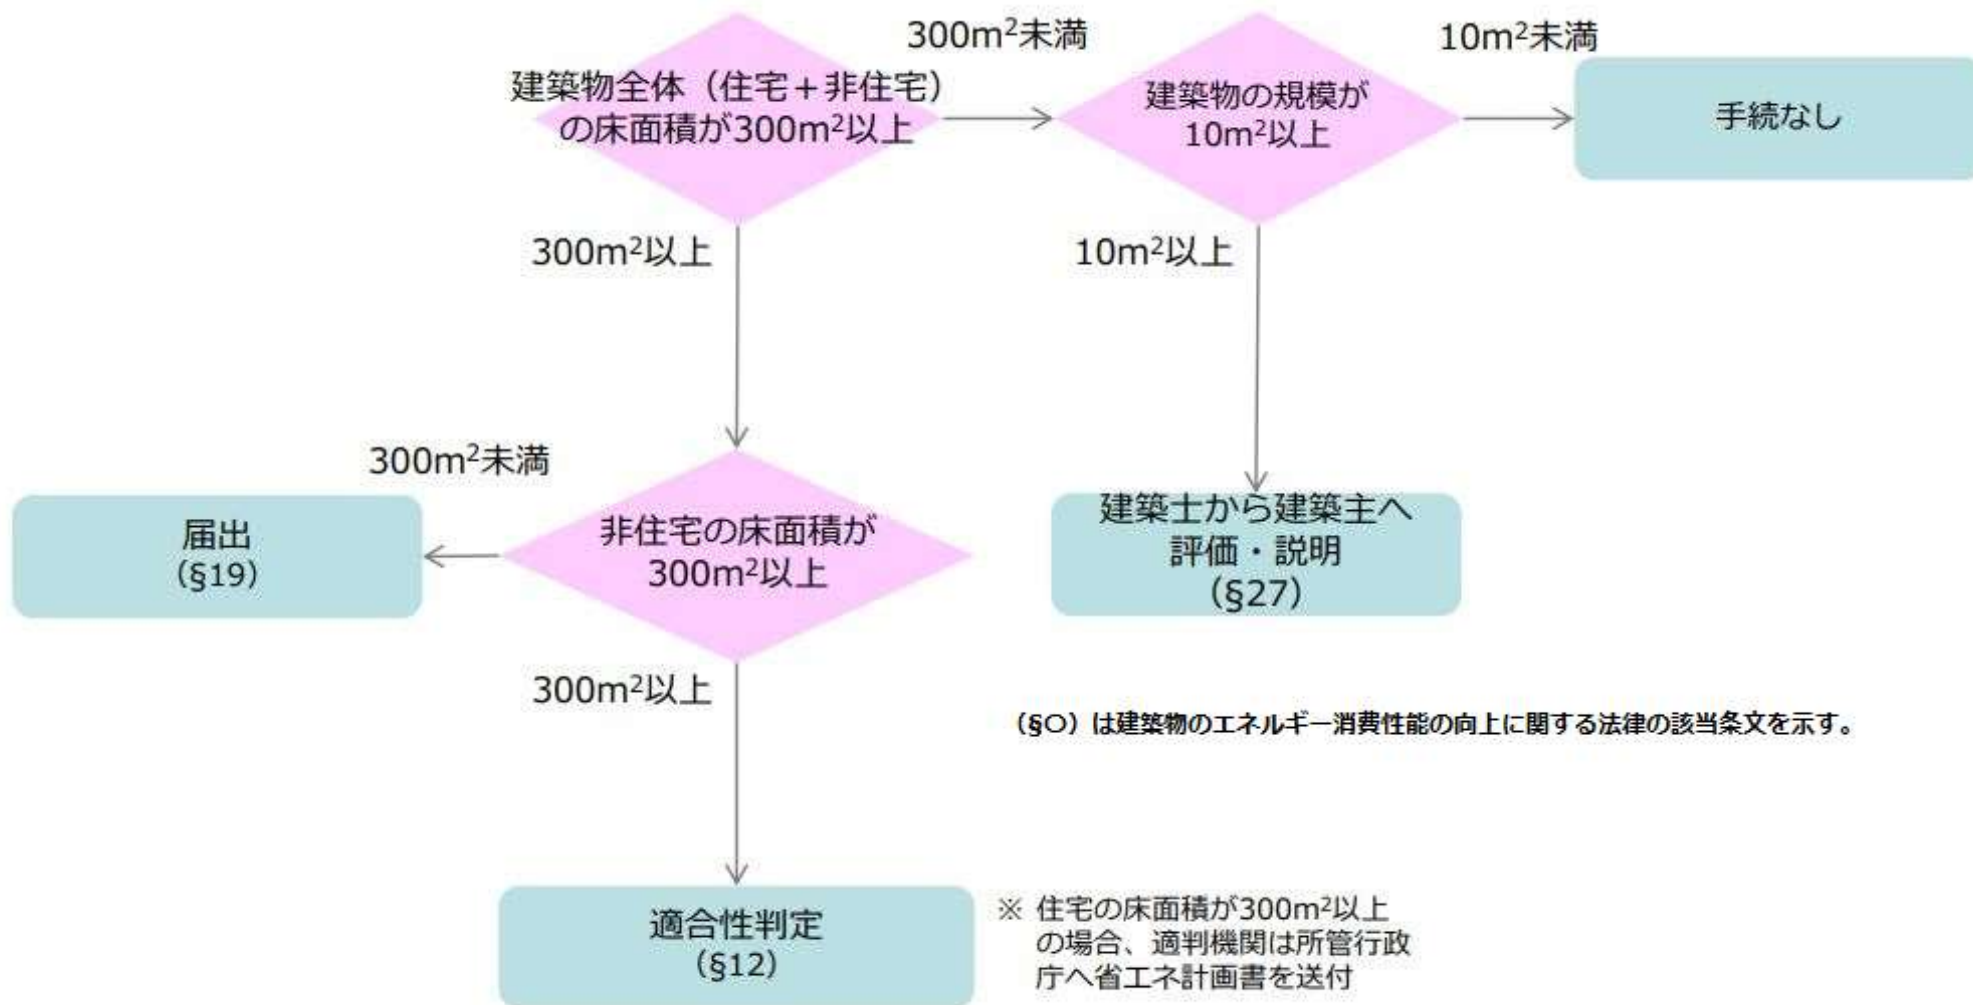 建築物全体（住宅＋非住宅）
の床面積が300m²以上
300m²未満
建築物の規模が
10m²以上
10m²未満
手続なし
300m²以上
10m²以上
300m²未満
届出
(§19)
非住宅の床面積が
300m²以上
建築士から建築主へ
評価・説明
(§27)
300m²以上
（§〇）は建築物のエネルギー消費性能の向上に関する法律の該当条文を示す。
適合性判定
(§12)
※ 住宅の床面積が300m²以上
の場合、適判機関は所管行政
庁へ省エネ計画書を送付